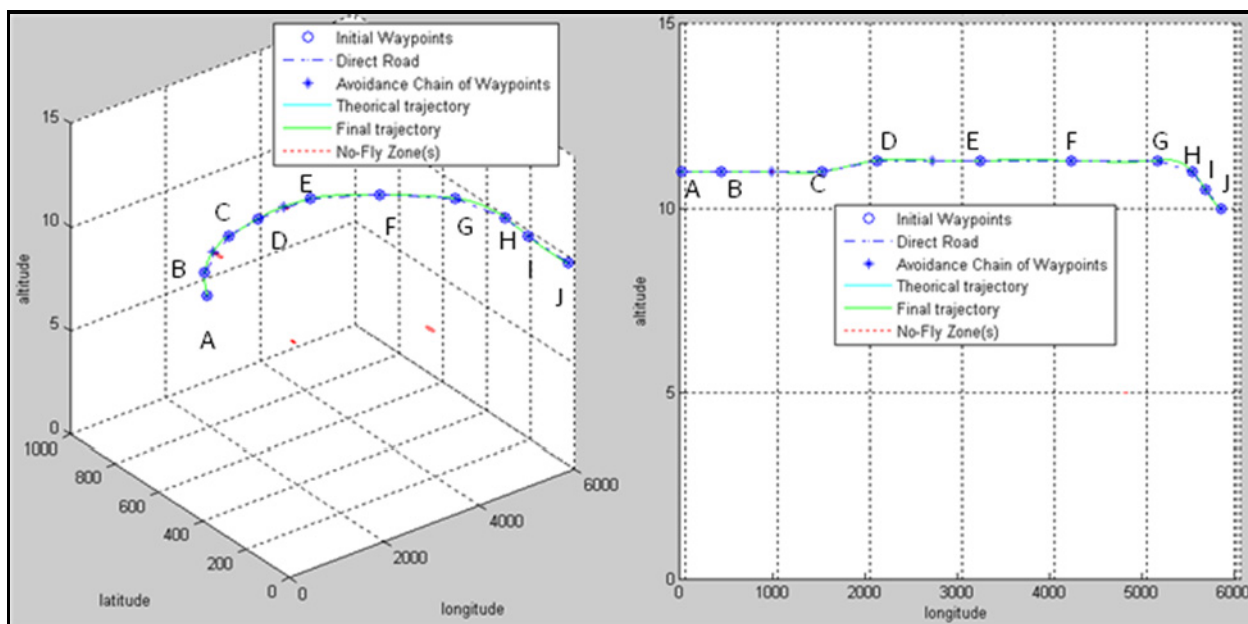 Initial Waypoints
Direct Road
Avoidance Chain of Waypoints
Theorical trajectory
Final trajectory
No-Fly Zone(s)
15
10
5
0
altitude
1000
800
600
400
200
0
latitude
0
2000
4000
6000
longitude
A
B
C
D
E
F
G
H
I
J
15
10
5
0
altitude
A
B
C
D
E
F
G
H
I
J
Initial Waypoints
Direct Road
Avoidance Chain of Waypoints
Theorical trajectory
Final trajectory
No-Fly Zone(s)
0 1000 2000 3000 4000 5000 6000
longitude